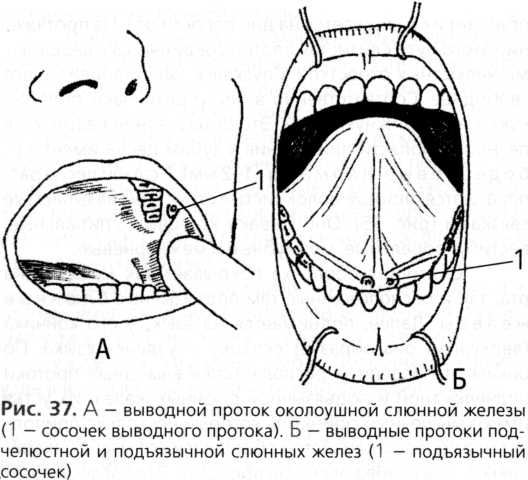 1
1
А
Б
Рис. 37. А – выводной проток околоушной слюнной железы
(1 – сосочек выводного протока). Б – выводные протоки под-
челюстной и подъязычной слюнных желез (1 – подъязычный
сосочек)